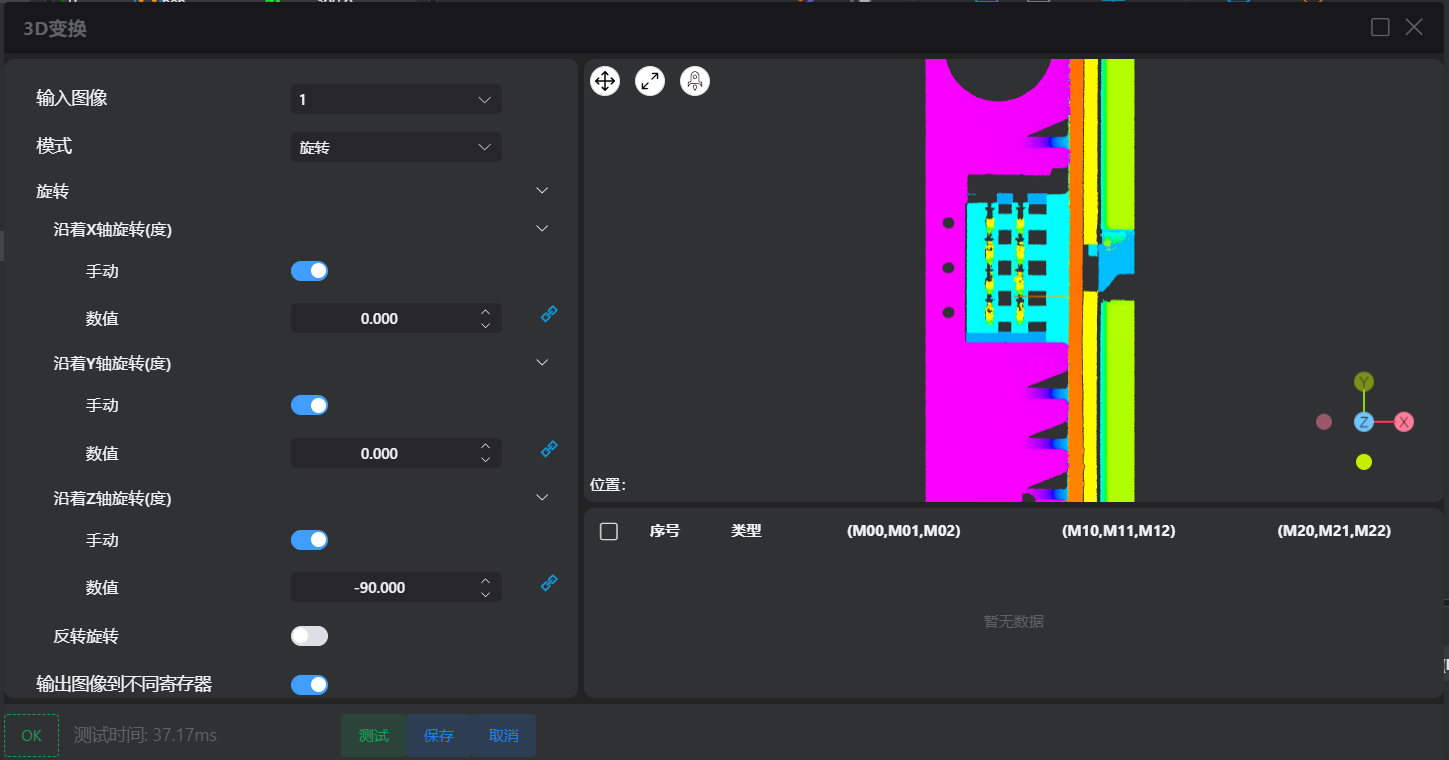 3D变换
输入图像 1
模式 旋转
旋转
沿着X轴旋转(度)
手动
数值 0.000
沿着Y轴旋转(度)
手动
数值 0.000
沿着Z轴旋转(度)
手动
数值 -90.000
反转旋转
输出图像到不同寄存器
Y
Z X
位置:
序号 类型 (M00,M01,M02) (M10,M11,M12) (M20,M21,M22)
暂无数据
OK 测试时间: 37.17ms 测试 保存 取消